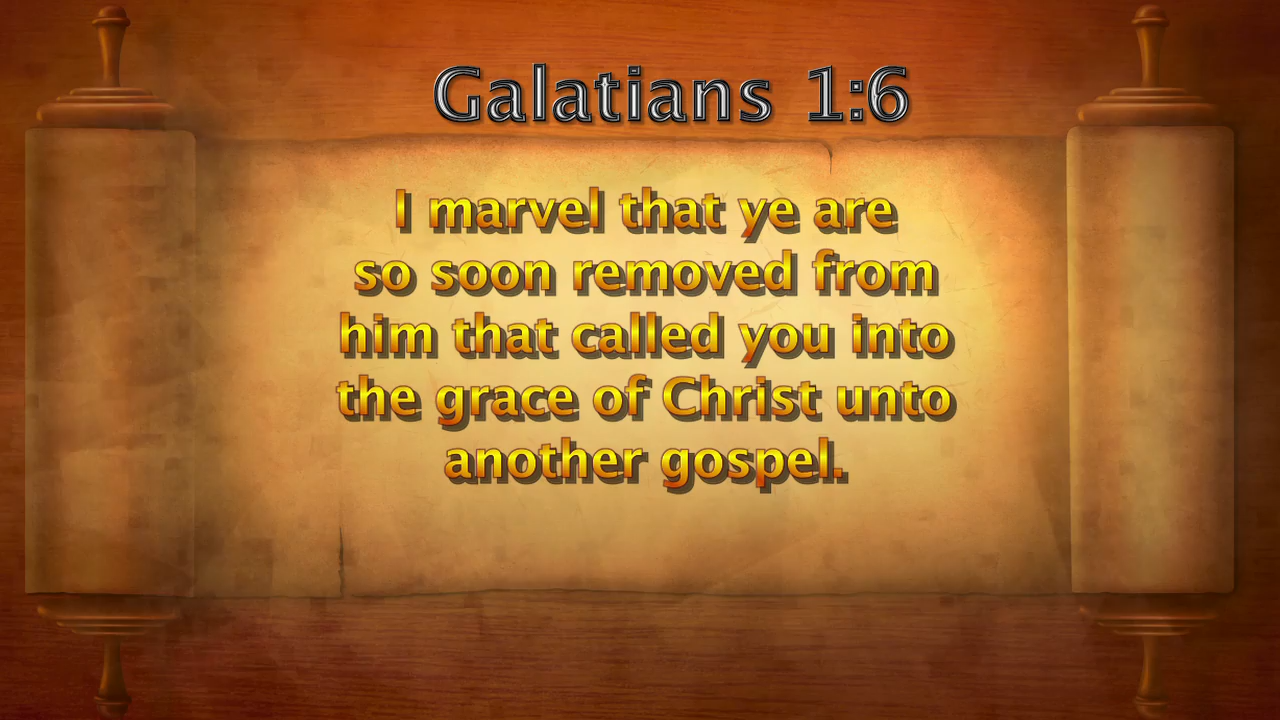 Galatians 1:6
I marvel that ye are
so soon removed from
him that called you into
the grace of Christ unto
another gospel.